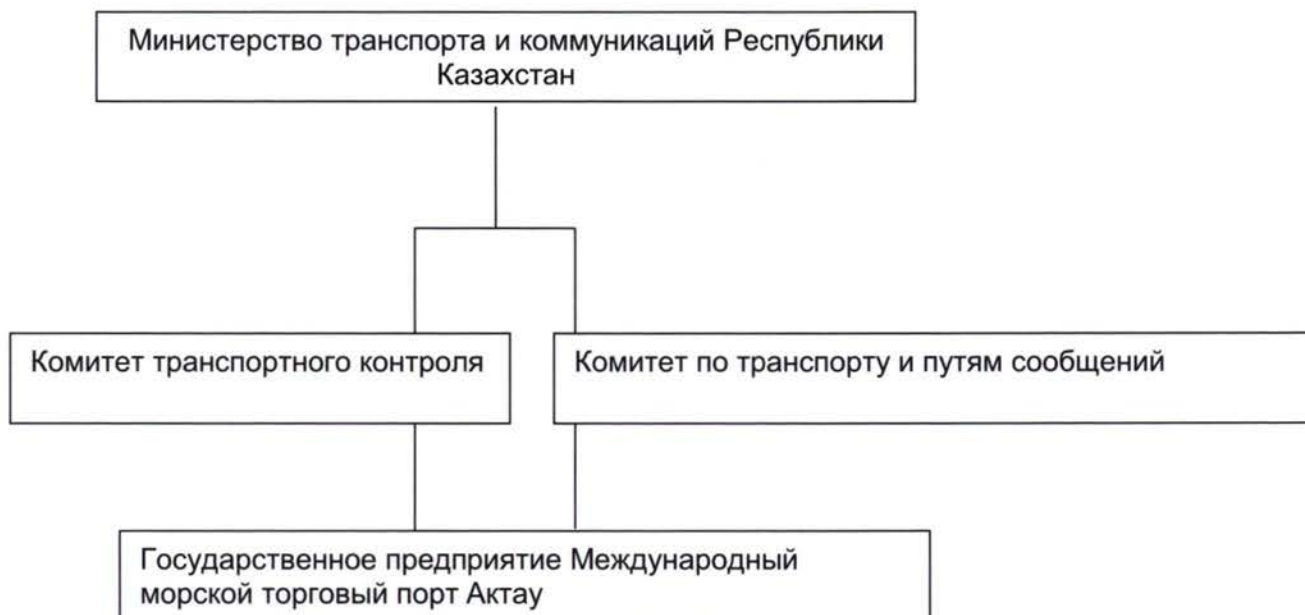 Министерство транспорта и коммуникаций Республики
Казахстан
Комитет транспортного контроля
Комитет по транспорту и путям сообщений
Государственное предприятие Международный
морской торговый порт Актау